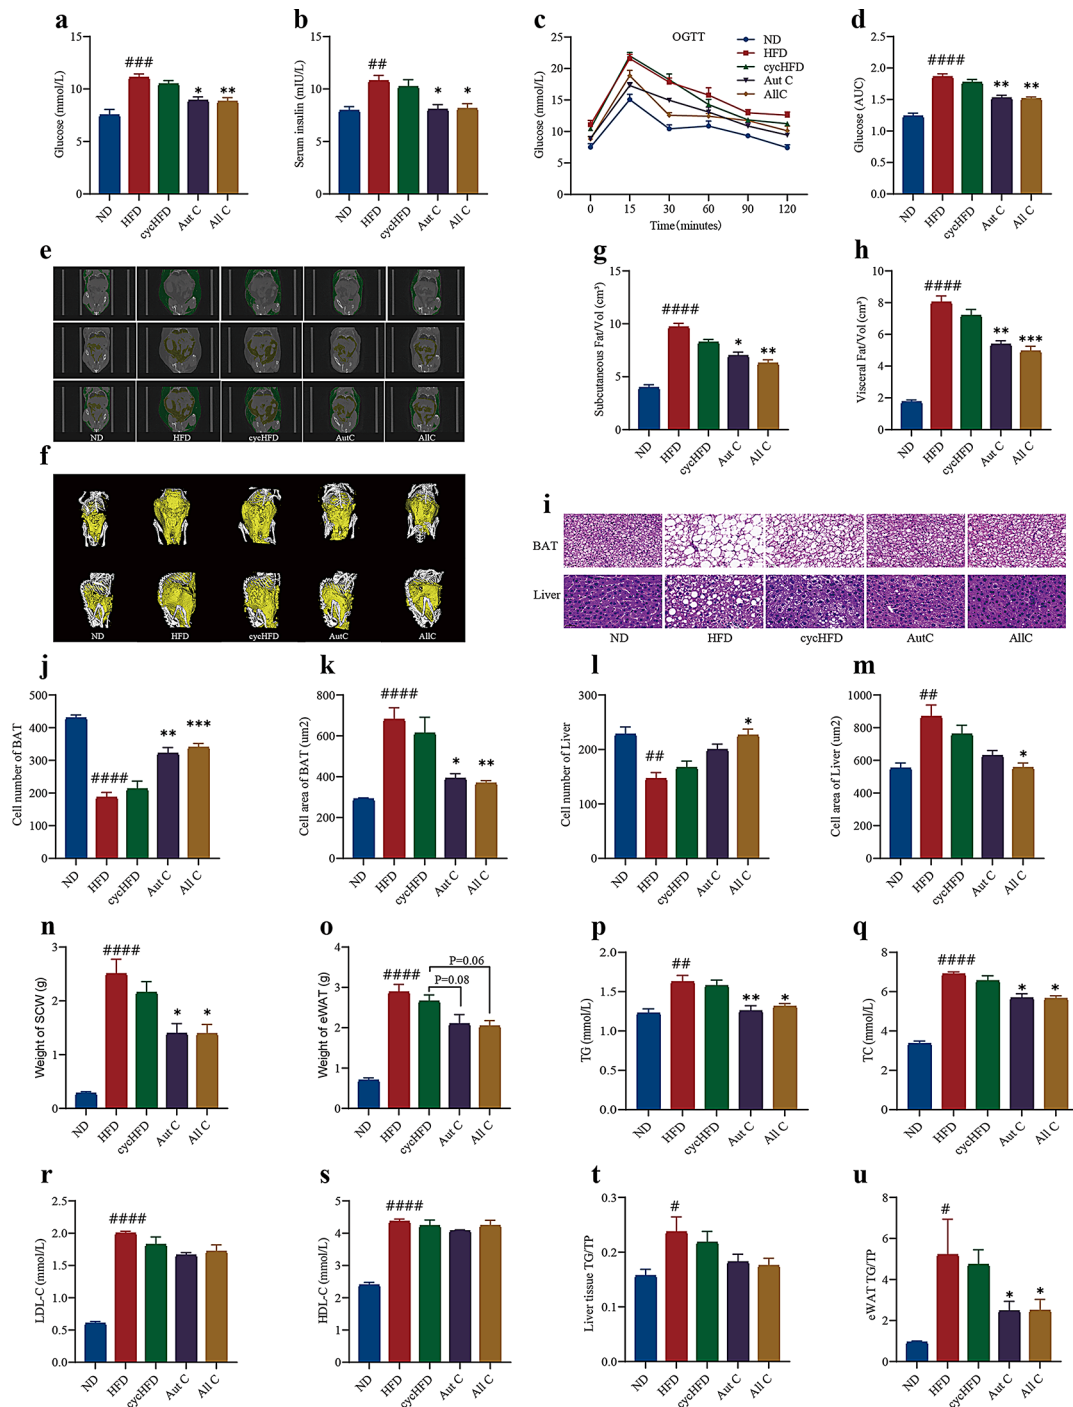 a
Glucose (mmol/L)
15
10
5
0
###
*
**
ND
HFD
cycHFD
Aut C
All C
b
Serum insulin (mIU/L)
15
10
5
0
##
*
*
ND
HFD
cycHFD
Aut C
All C
c
OGTT
Glucose (mmol/L)
25
20
15
10
5
0
0
15
30
60
90
120
Time (minutes)
ND
HFD
cycHFD
Aut C
AllC
d
Glucose (AUC)
2.5
2.0
1.5
1.0
0.5
0.0
####
**
**
ND
HFD
cycHFD
Aut C
All C
e
ND
HFD
cycHFD
AutC
AllC
f
ND
HFD
cycHFD
AutC
AllC
g
Subcutaneous Fat/Vol (cm³)
15
10
5
0
####
*
**
ND
HFD
cycHFD
Aut C
All C
h
Visceral Fat/Vol (cm³)
10
8
6
4
2
0
####
**
***
ND
HFD
cycHFD
Aut C
All C
i
BAT
Liver
ND
HFD
cycHFD
AutC
AllC
j
Cell number of BAT
500
400
300
200
100
0
####
**
***
ND
HFD
cycHFD
Aut C
All C
k
Cell area of BAT (um2)
800
600
400
200
0
####
*
**
ND
HFD
cycHFD
Aut C
All C
l
Cell number of Liver
300
200
100
0
##
*
ND
HFD
cycHFD
Aut C
All C
m
Cell area of Liver (um2)
1000
800
600
400
200
0
##
*
ND
HFD
cycHFD
Aut C
All C
n
Weight of SCW (g)
3
2
1
0
####
*
*
ND
HFD
cycHFD
Aut C
All C
o
Weight of eWAT (g)
4
3
2
1
0
####
P=0.06
P=0.08
ND
HFD
cycHFD
Aut C
All C
p
TG (mmol/L)
2.0
1.5
1.0
0.5
0.0
##
**
*
ND
HFD
cycHFD
Aut C
All C
q
TC (mmol/L)
8
6
4
2
0
####
*
*
ND
HFD
cycHFD
Aut C
All C
r
LDL-C (mmol/L)
2.5
2.0
1.5
1.0
0.5
0.0
####
ND
HFD
cycHFD
Aut C
All C
s
HDL-C (mmol/L)
5
4
3
2
1
0
####
ND
HFD
cycHFD
Aut C
All C
t
Liver tissue TG/TP
0.3
0.2
0.1
0.0
#
ND
HFD
cycHFD
Aut C
All C
u
eWAT TG/TP
8
6
4
2
0
#
*
*
ND
HFD
cycHFD
Aut C
All C